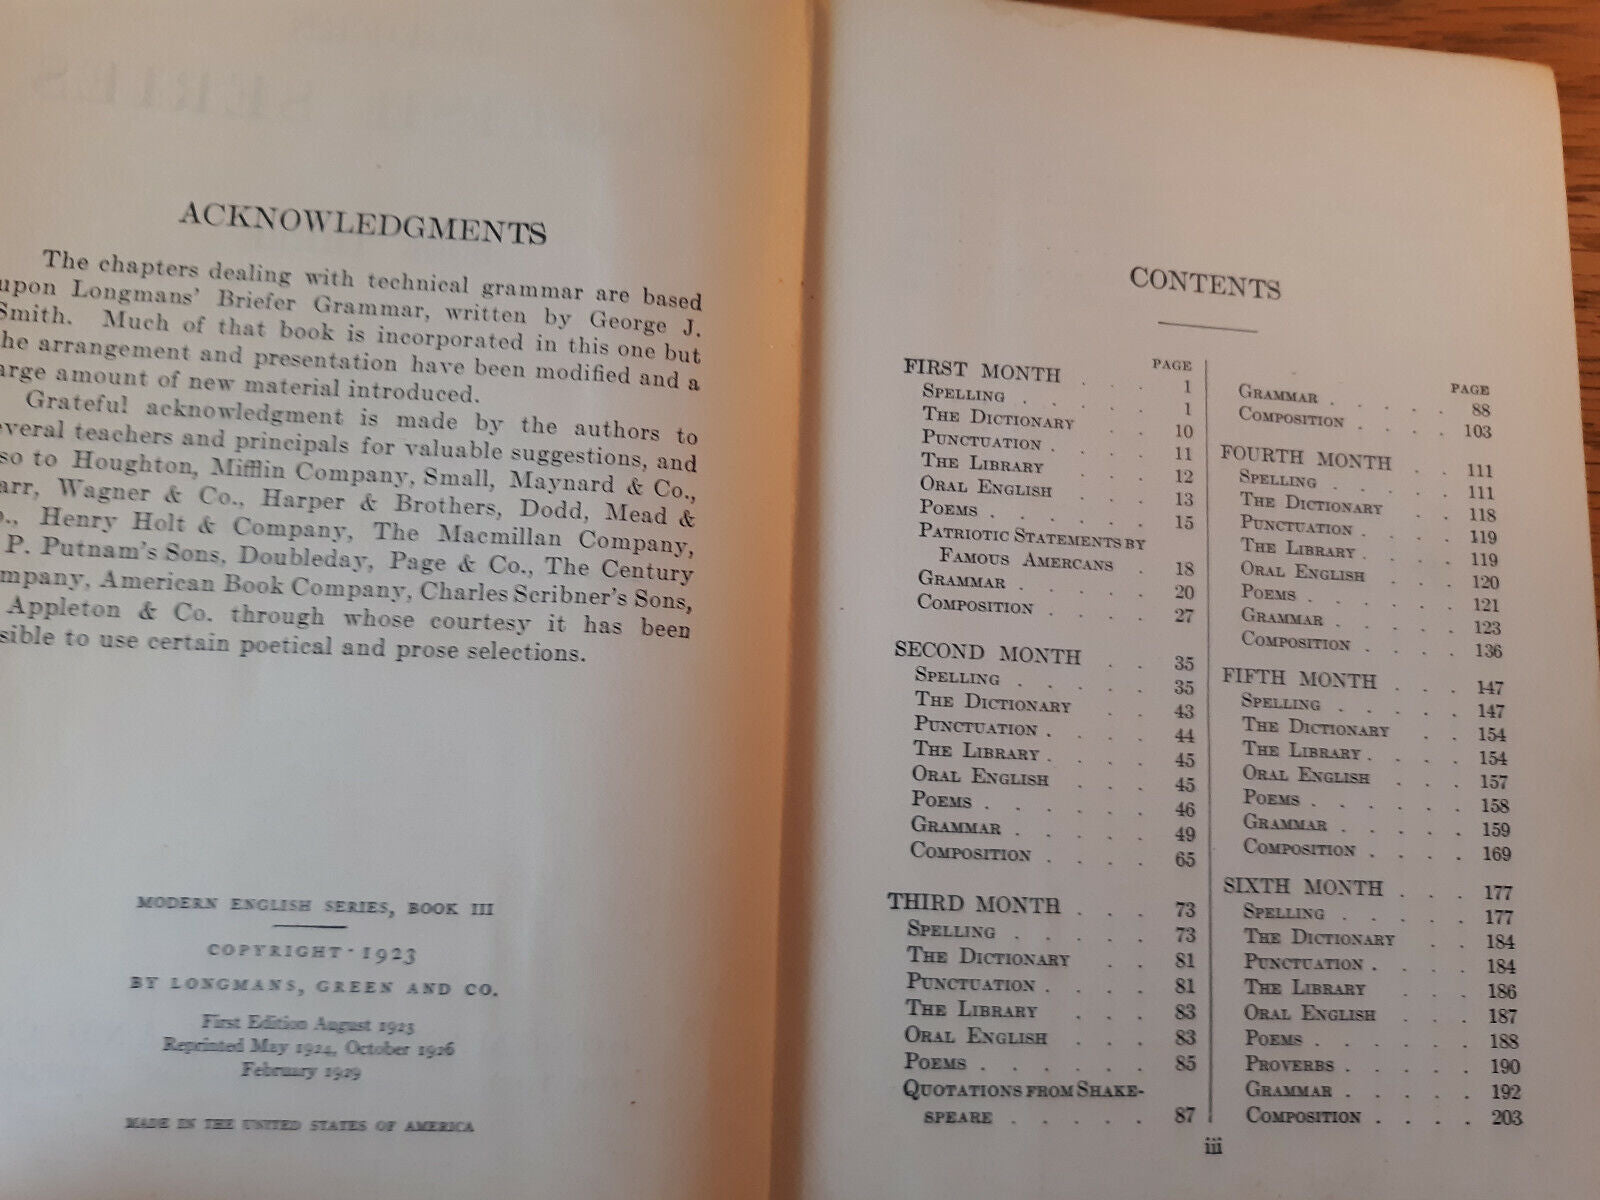 ACKNOWLEDGMENTS
The chapters dealing with technical grammar are based
upon Longmans' Briefer Grammar, written by George J.
Smith. Much of that book is incorporated in this one but
he arrangement and presentation have been modified and a
arge amount of new material introduced.
Grateful acknowledgment is made by the authors to
everal teachers and principals for valuable suggestions, and
so to Houghton, Mifflin Company, Small, Maynard & Co.,
arr, Wagner & Co., Harper & Brothers, Dodd, Mead &
o., Henry Holt & Company, The Macmillan Company,
P. Putnam's Sons, Doubleday, Page & Co., The Century
mpany, American Book Company, Charles Scribner's Sons,
Appleton & Co. through whose courtesy it has been
sible to use certain poetical and prose selections.
MODERN ENGLISH SERIES, BOOK III
COPYRIGHT · 1923
BY LONGMANS, GREEN AND CO.
First Edition August 1923
Reprinted May 1924, October 1926
February 1929
MADE IN THE UNITED STATES OF AMERICA
CONTENTS
PAGE
FIRST MONTH . . . 1
SPELLING . . . . . 1
THE DICTIONARY . . 10
PUNCTUATION . . . . 11
THE LIBRARY . . . 12
ORAL ENGLISH . . . 13
POEMS . . . . . . 15
PATRIOTIC STATEMENTS BY
FAMOUS AMERCANS . 18
GRAMMAR . . . . . 20
COMPOSITION . . . . 27
SECOND MONTH . . 35
SPELLING . . . . . 35
THE DICTIONARY . . 43
PUNCTUATION . . . . 44
THE LIBRARY . . . . 45
ORAL ENGLISH . . . 45
POEMS . . . . . . 46
GRAMMAR . . . . . 49
COMPOSITION . . . . 65
THIRD MONTH . . . 73
SPELLING . . . . . 73
THE DICTIONARY . . 81
PUNCTUATION . . . . 81
THE LIBRARY . . . 83
ORAL ENGLISH . . . 83
POEMS . . . . . . 85
QUOTATIONS FROM SHAKE-
SPEARE . . . . . 87
PAGE
GRAMMAR . . . . . 88
COMPOSITION . . . . 103
FOURTH MONTH . . 111
SPELLING . . . . . 111
THE DICTIONARY . . 118
PUNCTUATION . . . . 119
THE LIBRARY . . . . 119
ORAL ENGLISH . . . 120
POEMS . . . . . . 121
GRAMMAR . . . . . 123
COMPOSITION . . . . 136
FIFTH MONTH . . . 147
SPELLING . . . . . 147
THE DICTIONARY . . 154
THE LIBRARY . . . . 154
ORAL ENGLISH . . . 157
POEMS . . . . . . 158
GRAMMAR . . . . . 159
COMPOSITION . . . . 169
SIXTH MONTH . . . 177
SPELLING . . . . . 177
THE DICTIONARY . . 184
PUNCTUATION . . . . 184
THE LIBRARY . . . 186
ORAL ENGLISH . . . 187
POEMS . . . . . . 188
PROVERBS . . . . . 190
GRAMMAR . . . . . 192
COMPOSITION . . . . 203
iii